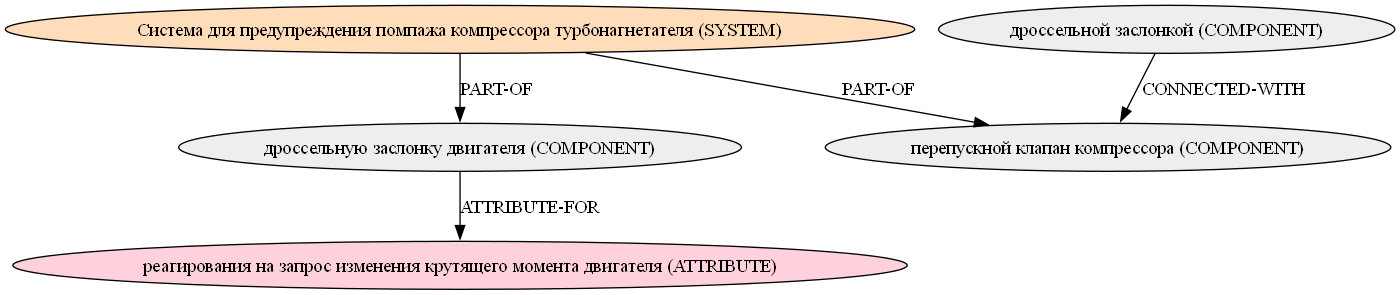 Система для предупреждения помпажа компрессора турбонагнетателя (SYSTEM)
дроссельной заслонкой (COMPONENT)
PART-OF
PART-OF
CONNECTED-WITH
дроссельную заслонку двигателя (COMPONENT)
перепускной клапан компрессора (COMPONENT)
ATTRIBUTE-FOR
реагирования на запрос изменения крутящего момента двигателя (ATTRIBUTE)